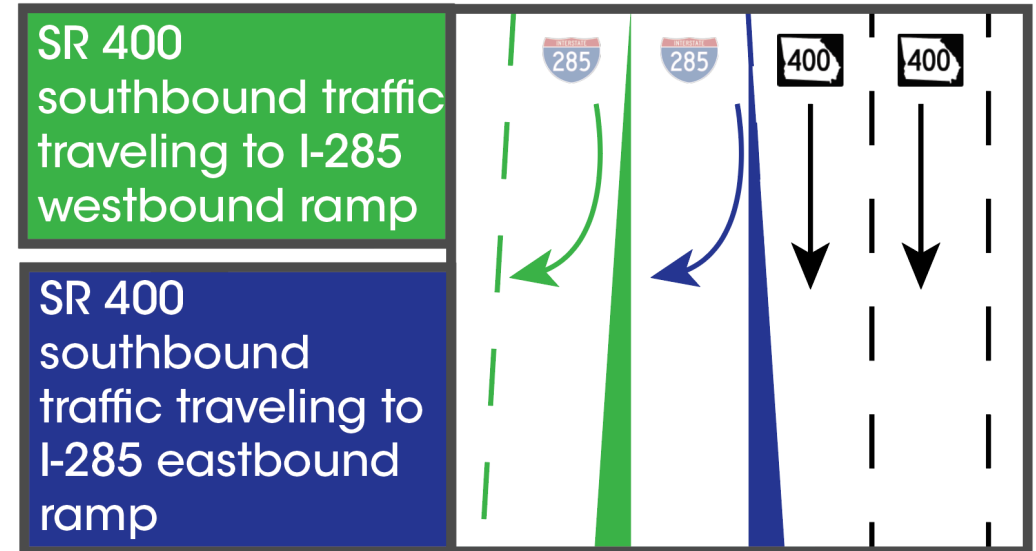 SR 400
southbound traffic
traveling to I-285
westbound ramp
SR 400
southbound
traffic traveling to
I-285 eastbound
ramp
INTERSTATE
285
INTERSTATE
285
400
400